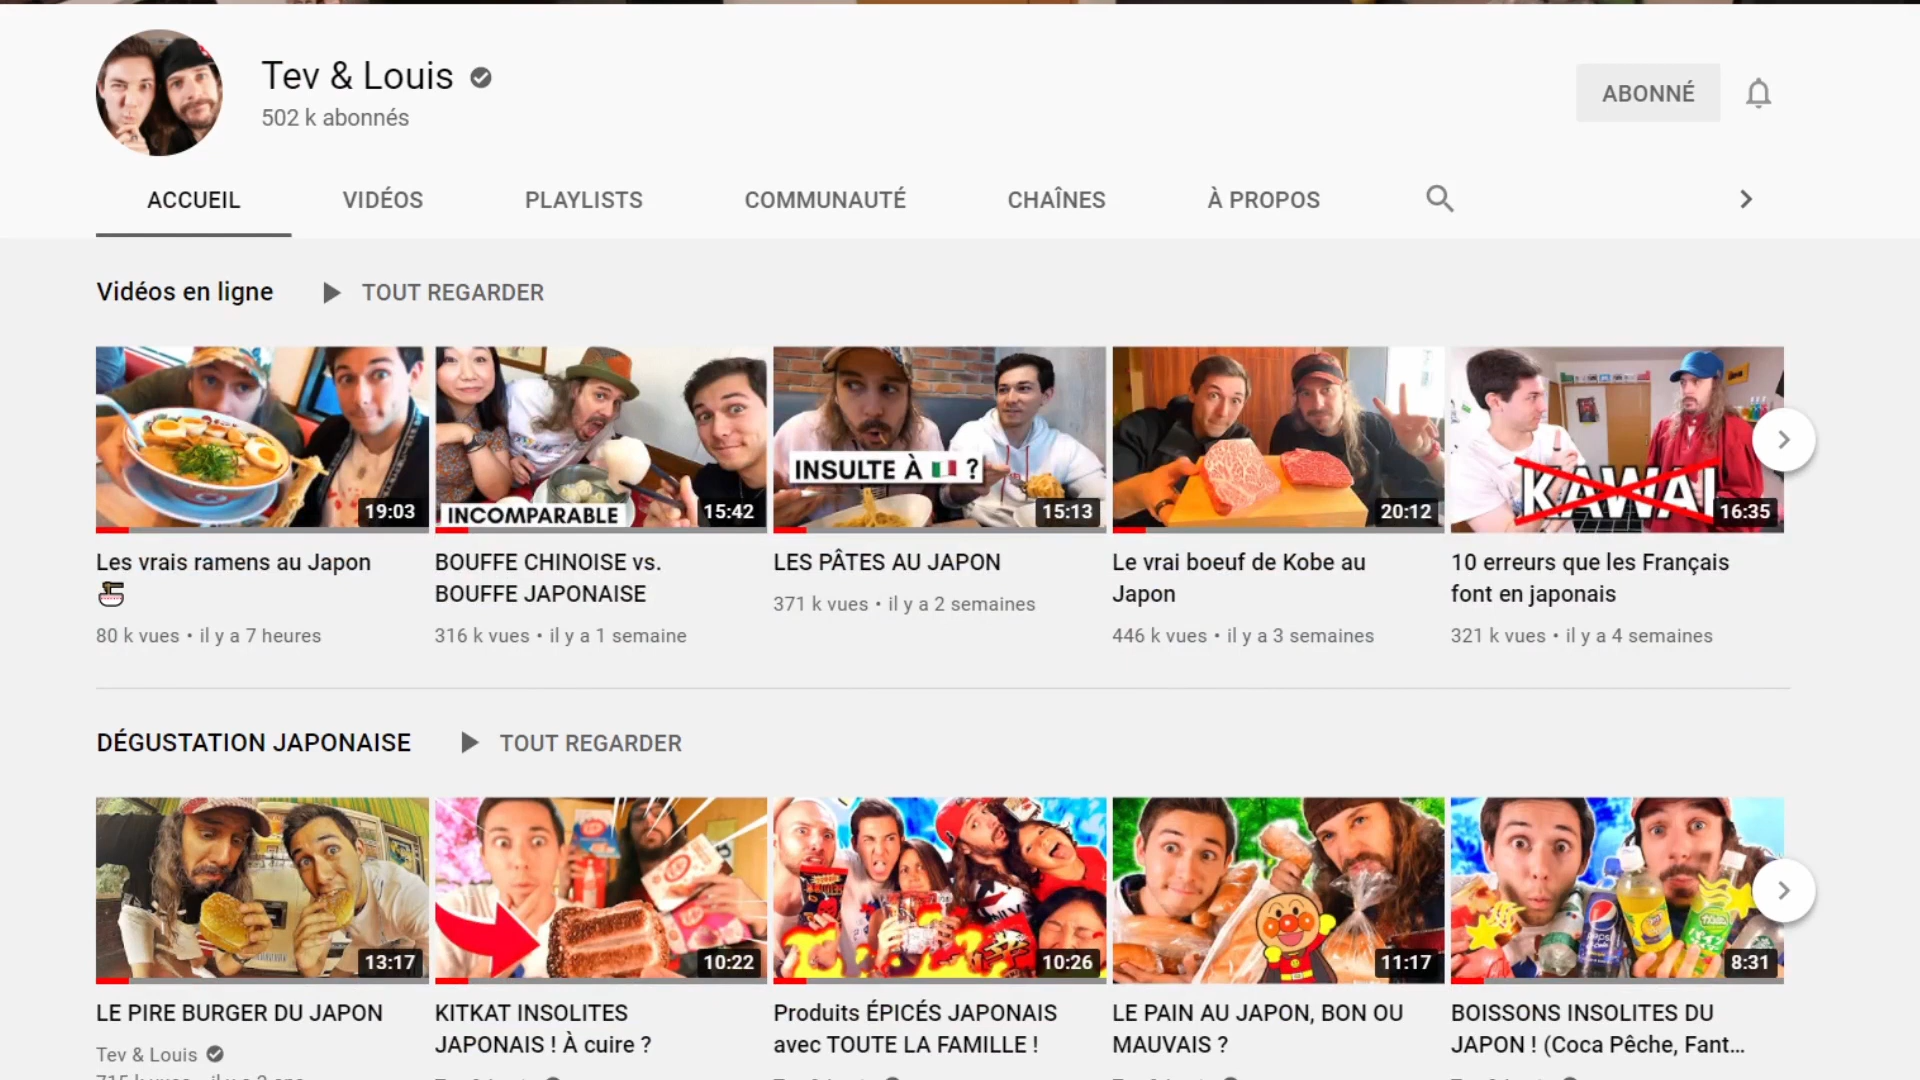 Tev & Louis
502 k abonnés
ABONNÉ
ACCUEIL VIDÉOS PLAYLISTS COMMUNAUTÉ CHAÎNES À PROPOS
Vidéos en ligne TOUT REGARDER
INCOMPARABLE
INSULTE À ?
KAWAI
19:03 15:42 15:13 20:12 16:35
Les vrais ramens au Japon
80 k vues • il y a 7 heures
BOUFFE CHINOISE vs.
BOUFFE JAPONAISE
316 k vues • il y a 1 semaine
LES PÂTES AU JAPON
371 k vues • il y a 2 semaines
Le vrai boeuf de Kobe au
Japon
446 k vues • il y a 3 semaines
10 erreurs que les Français
font en japonais
321 k vues • il y a 4 semaines
DÉGUSTATION JAPONAISE TOUT REGARDER
13:17 10:22 10:26 11:17 8:31
LE PIRE BURGER DU JAPON
Tev & Louis
KITKAT INSOLITES
JAPONAIS ! À cuire ?
Produits ÉPICÉS JAPONAIS
avec TOUTE LA FAMILLE !
LE PAIN AU JAPON, BON OU
MAUVAIS ?
BOISSONS INSOLITES DU
JAPON ! (Coca Pêche, Fant...